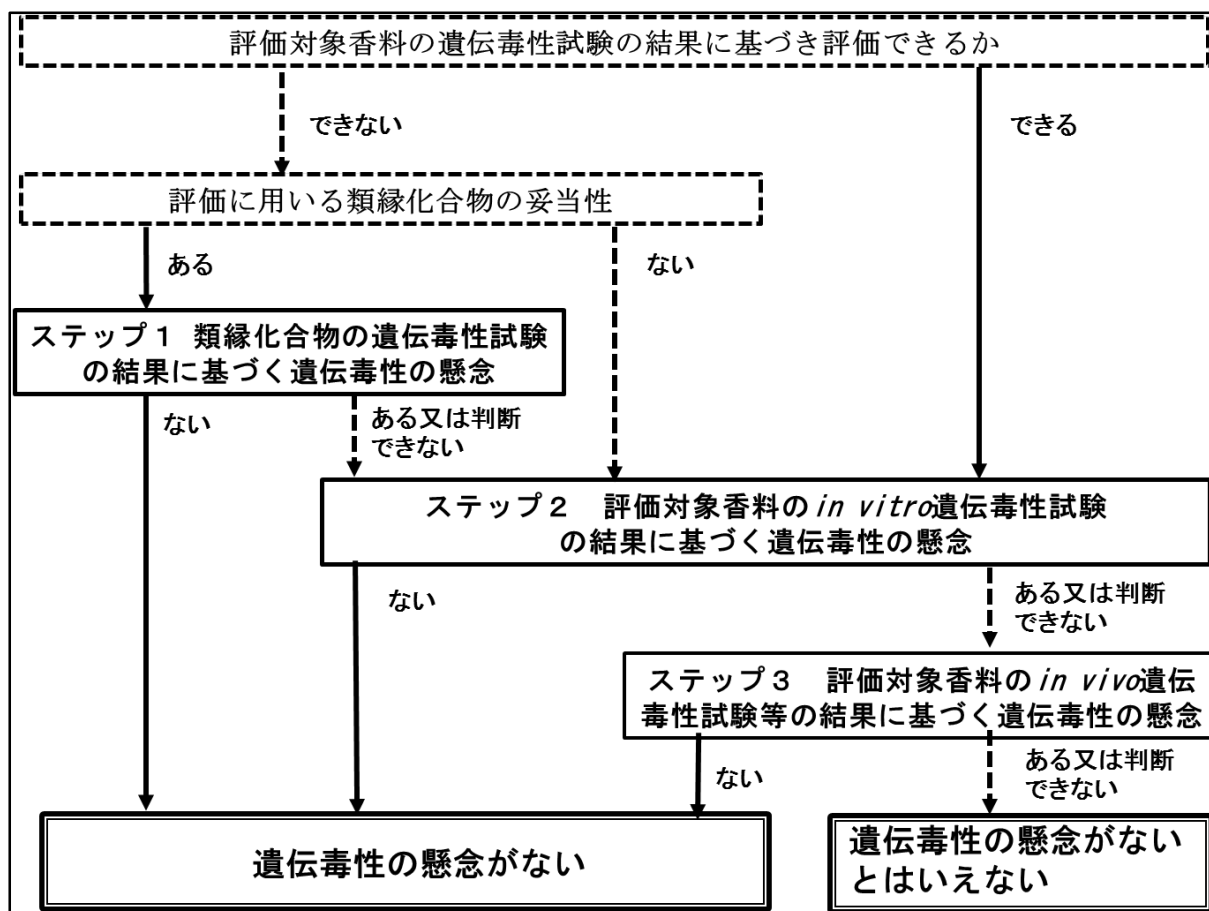 評価対象香料の遺伝毒性試験の結果に基づき評価できるか
できない
できる
評価に用いる類縁化合物の妥当性
ある
ない
ステップ１ 類縁化合物の遺伝毒性試験
の結果に基づく遺伝毒性の懸念
ない
ある又は判断
できない
ステップ２　評価対象香料のin vitro遺伝毒性試験
の結果に基づく遺伝毒性の懸念
ない
ある又は判断
できない
ステップ３　評価対象香料のin vivo遺伝
毒性試験等の結果に基づく遺伝毒性の懸念
ない
ある又は判断
できない
遺伝毒性の懸念がない
遺伝毒性の懸念がない
とはいえない